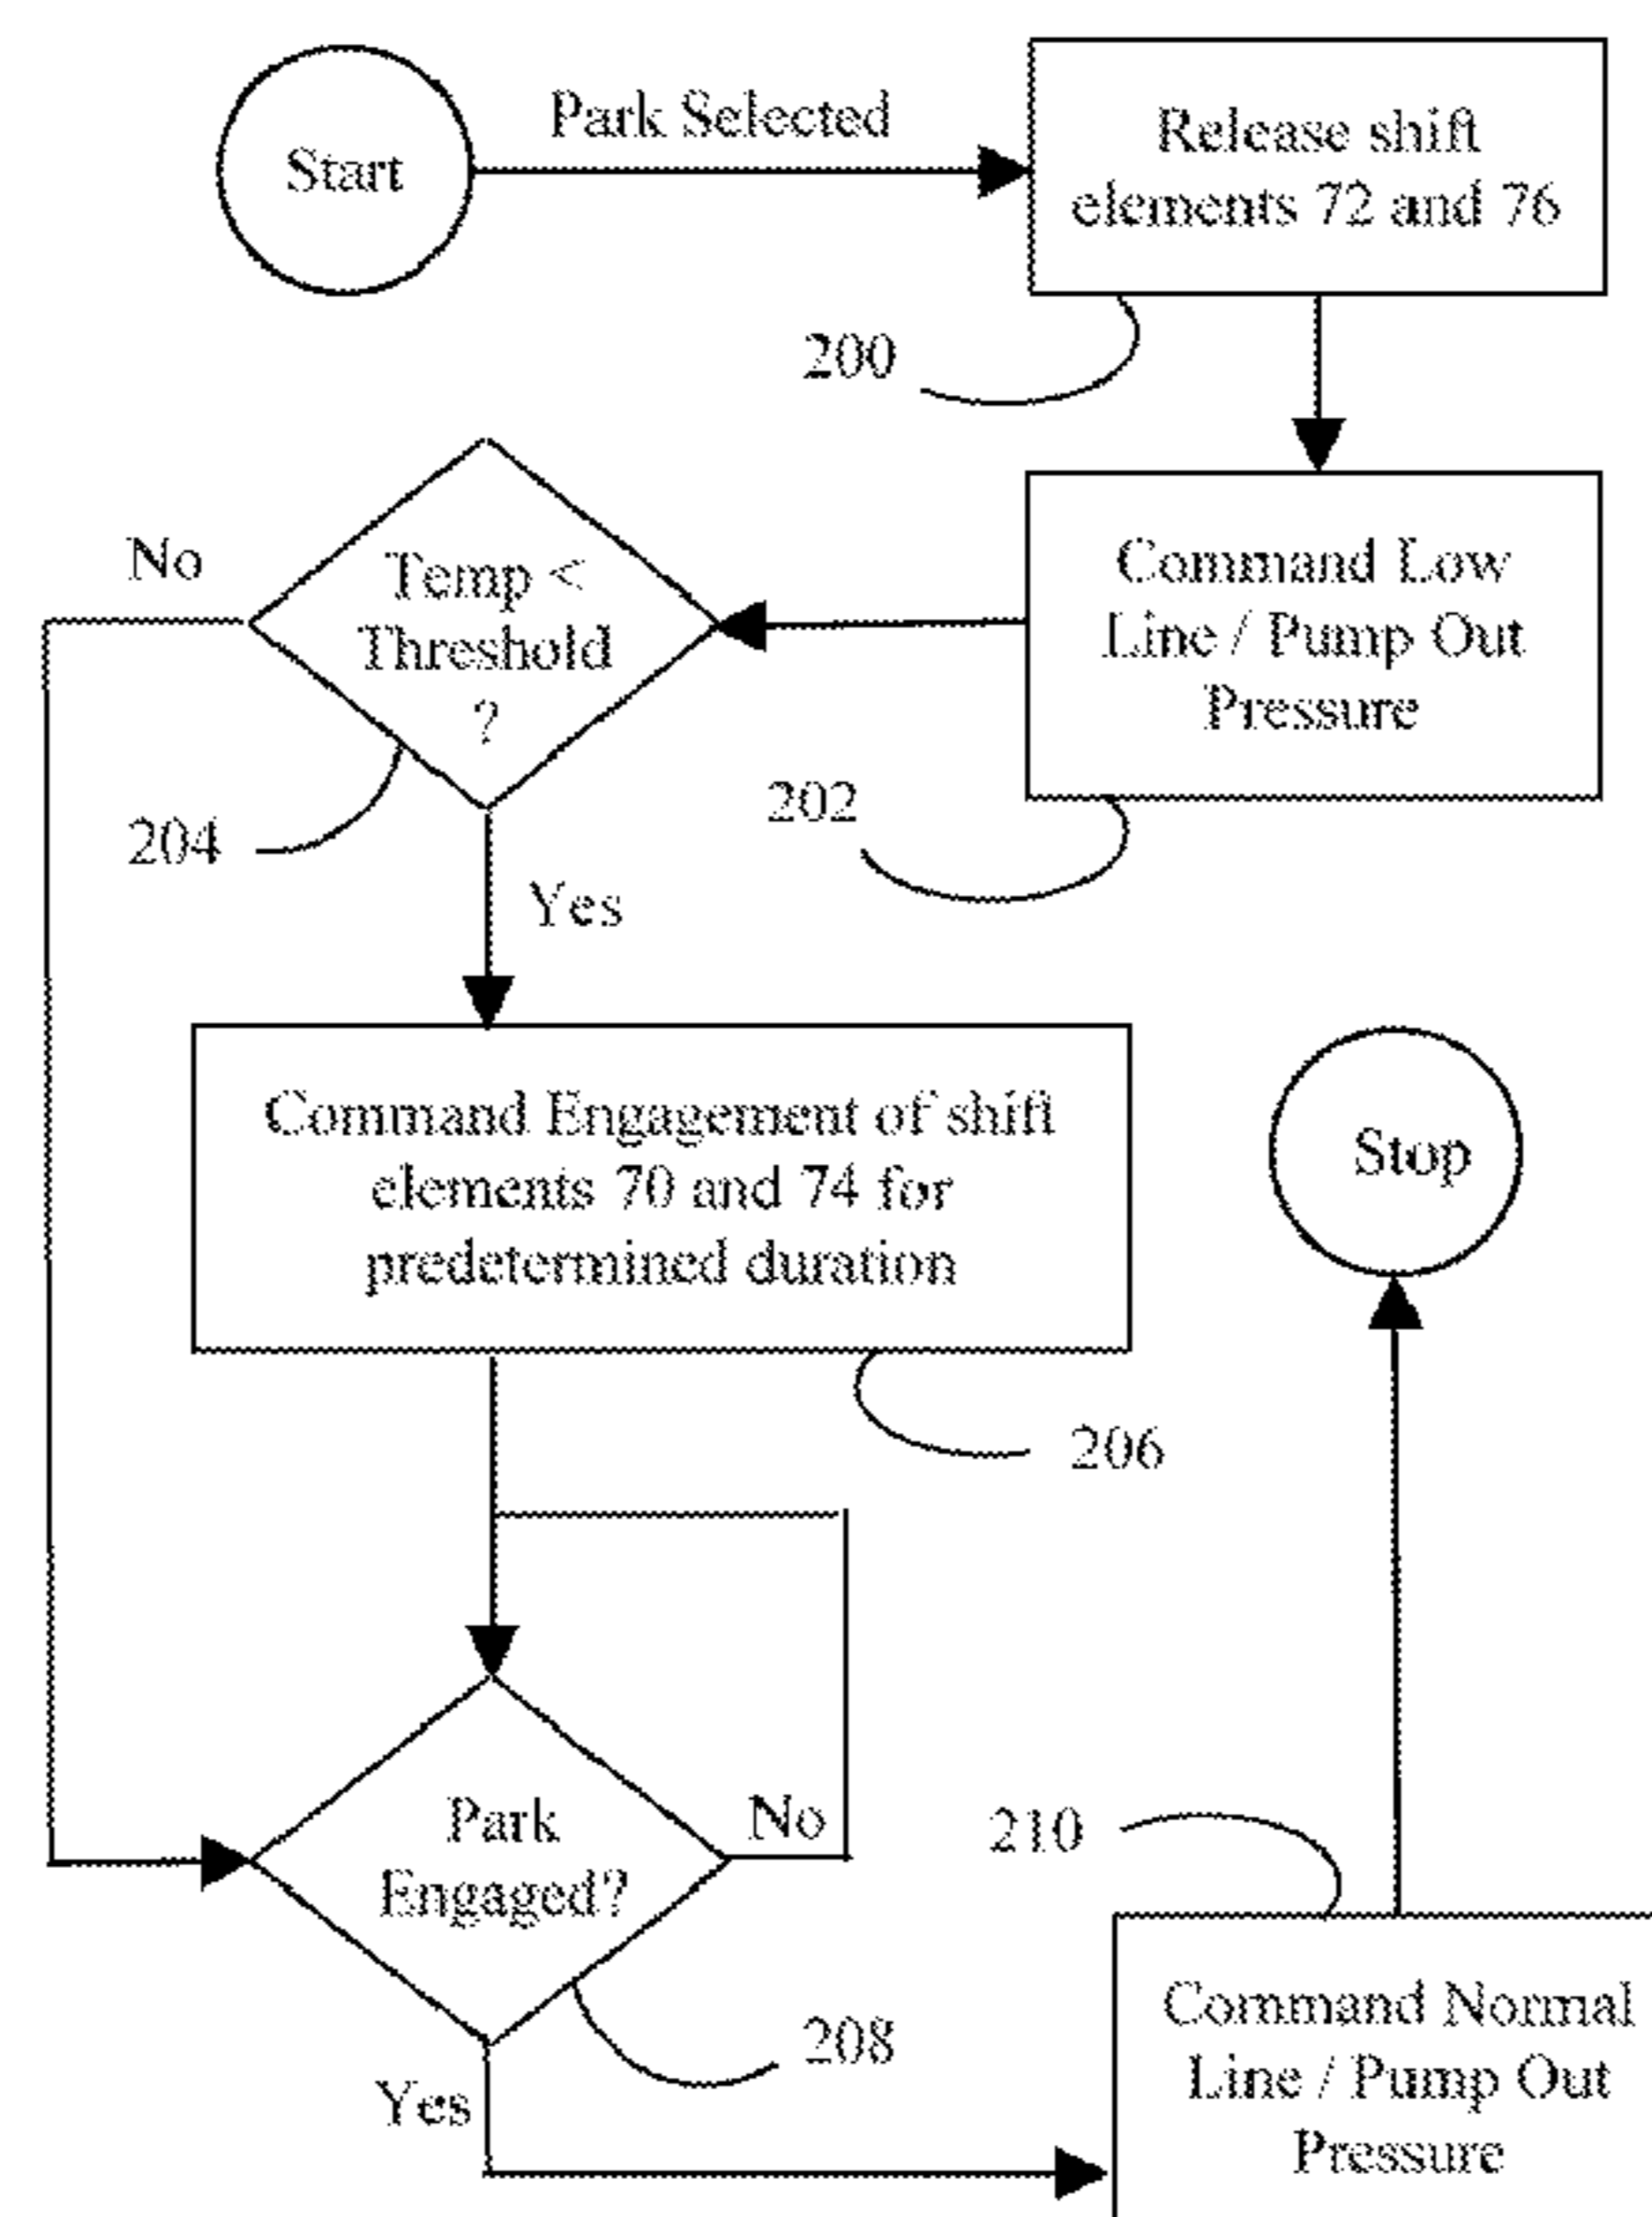 Start
Park Selected
Release shift
elements 72 and 76
200
Command Low
Line / Pump Out
Pressure
202
No
Temp <
Threshold
?
204
Yes
Command Engagement of shift
elements 70 and 74 for
predetermined duration
206
Stop
Park
Engaged?
No
208
Yes
210
Command Normal
Line / Pump Out
Pressure